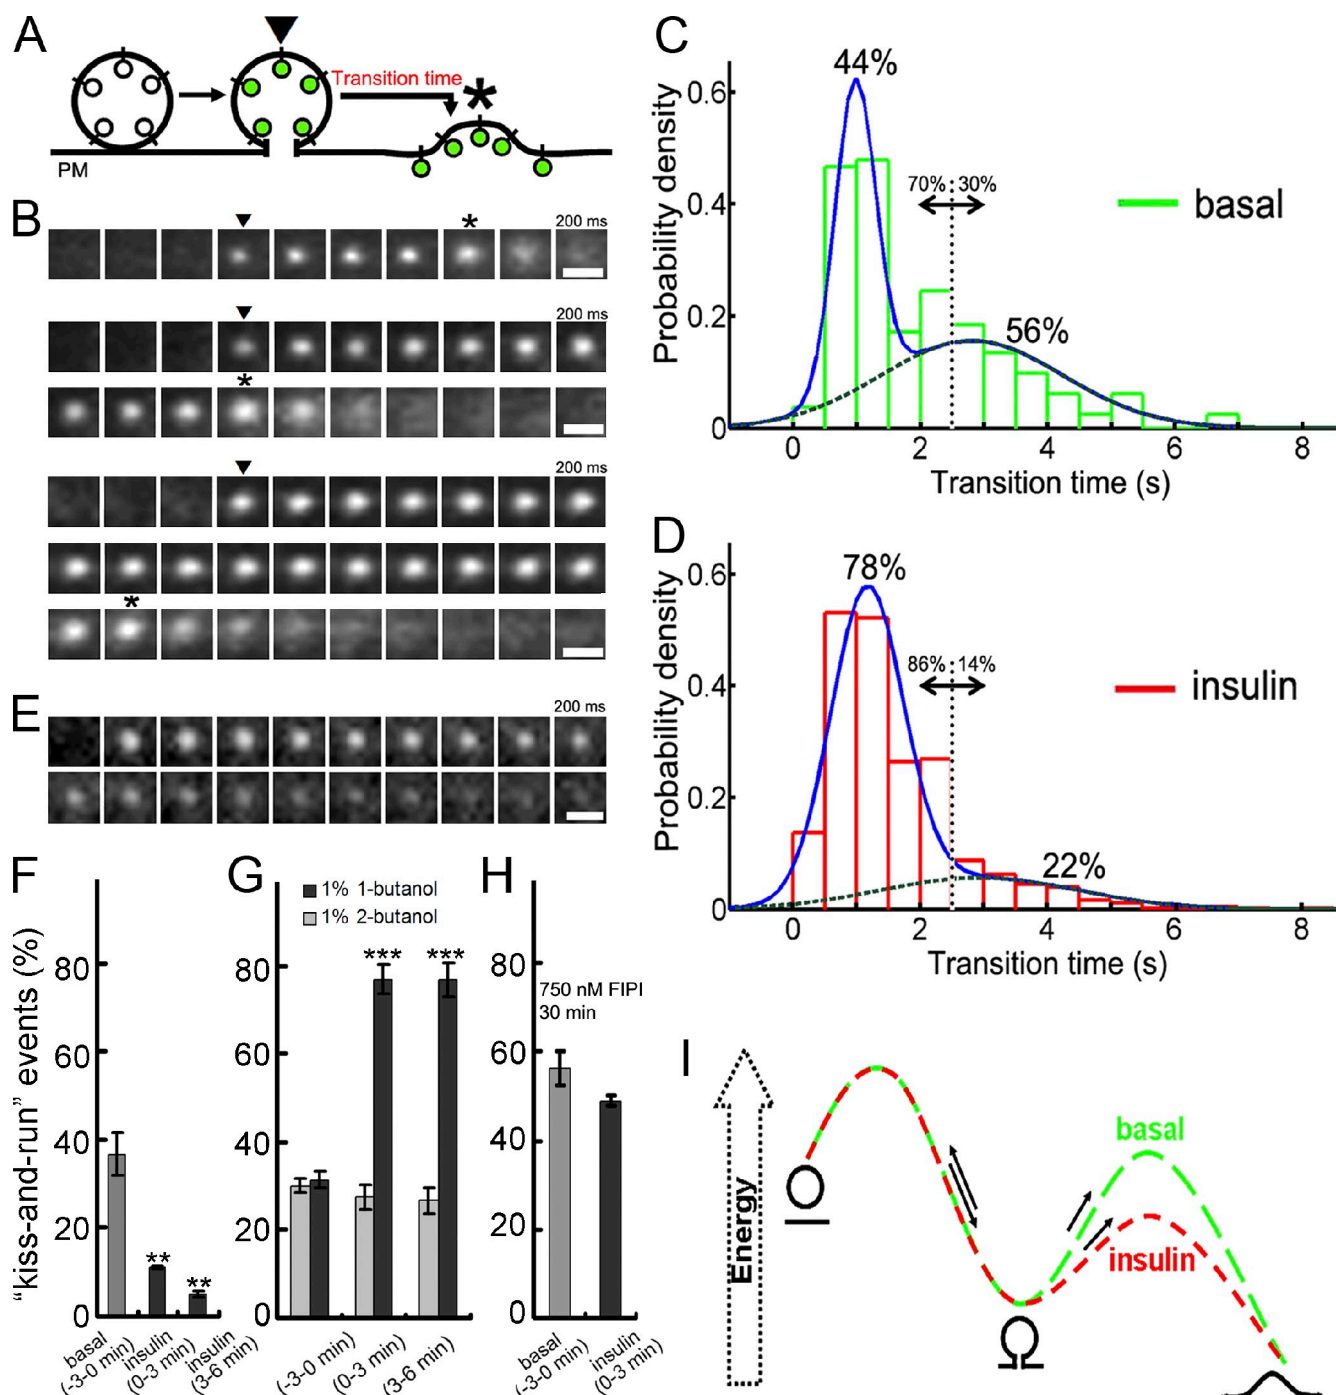 A
Transition time
*
PM
B
*
200 ms
200 ms
*
200 ms
*
E
200 ms
C
44%
0.6
70% 30%
0.4
basal
56%
0.2
0
0 2 4 6 8
Probability density
Transition time (s)
D
78%
0.6
86% 14%
0.4
insulin
0.2
22%
0
0 2 4 6 8
Probability density
Transition time (s)
F
"kiss-and-run" events (%)
80
60
40
20
0
**
**
basal
(-3-0 min)
insulin
(0-3 min)
insulin
(3-6 min)
G
1% 1-butanol
1% 2-butanol
80
60
40
20
0
***
***
(-3-0 min)
(0-3 min)
(3-6 min)
H
750 nM FIPI
30 min
80
60
40
20
0
basal
(-3-0 min)
insulin
(0-3 min)
I
Energy
basal
insulin